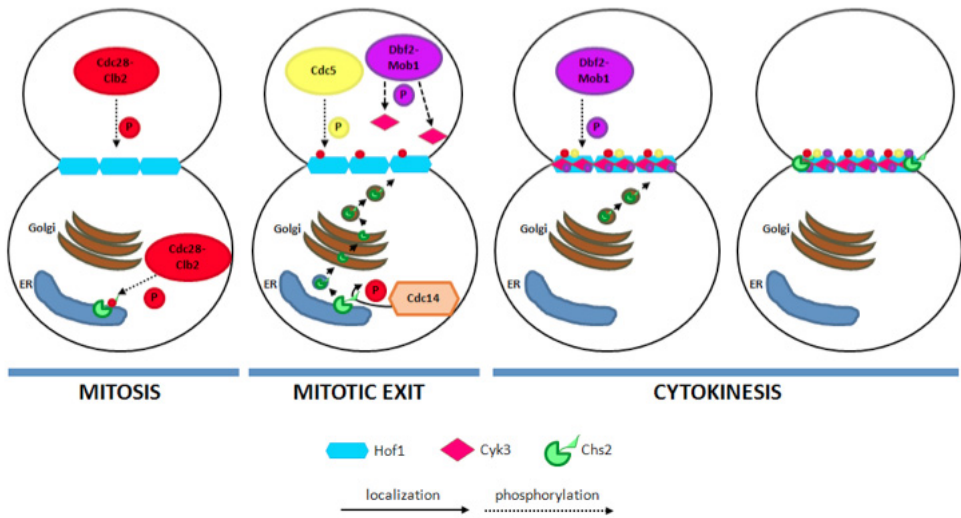 Cdc28-
Clb2
P
Golgi
Cdc28-
Clb2
ER
P
Cdc5
Dbf2-
Mob1
P
P
Golgi
ER
P
Cdc14
Dbf2-
Mob1
P
Golgi
ER
Golgi
ER
MITOSIS
MITOTIC EXIT
CYTOKINESIS
Hof1
Cyk3
Chs2
localization
phosphorylation